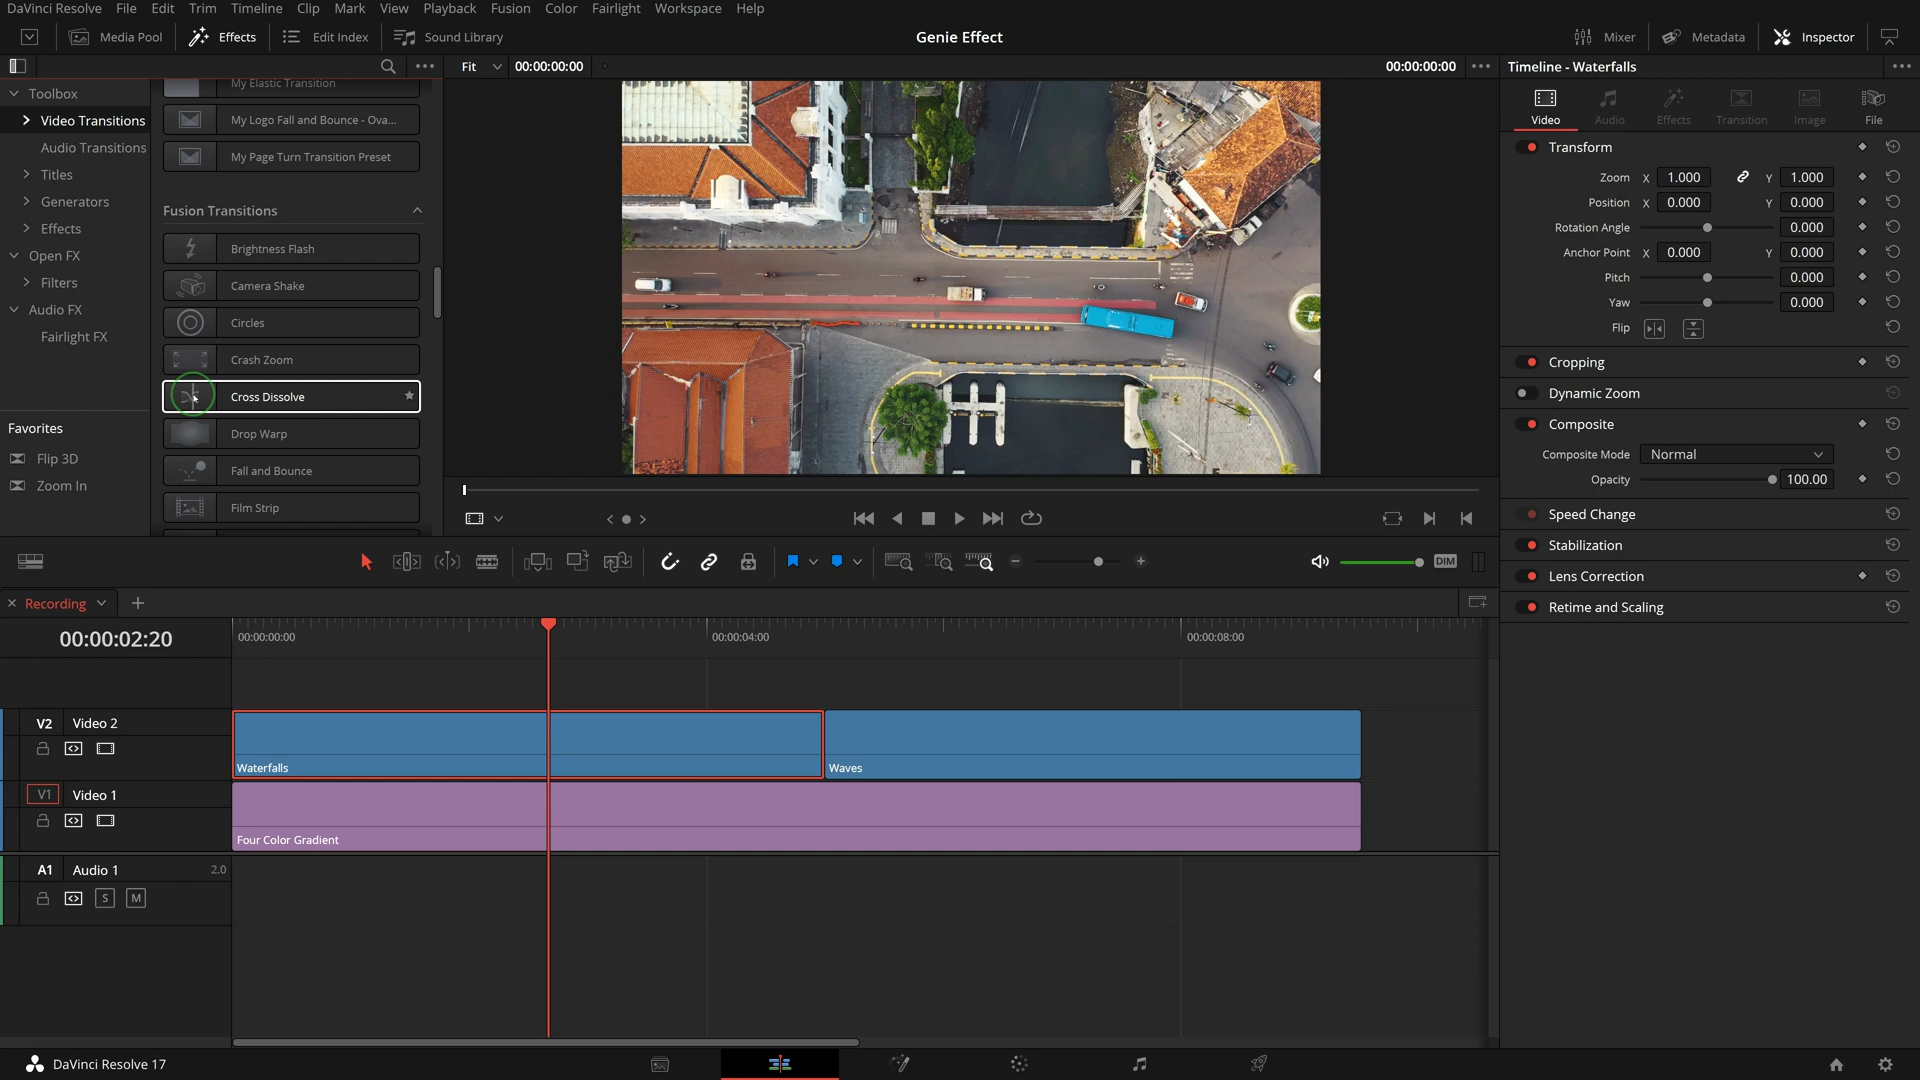 DaVinci Resolve File Edit Trim Timeline Clip Mark View Playback Fusion Color Fairlight Workspace Help
Media Pool Effects Edit Index Sound Library Genie Effect Mixer Metadata Inspector
Fit 00:00:00:00 00:00:00:00 Timeline - Waterfalls
Toolbox
Video Transitions
Audio Transitions
Titles
Generators
Effects
Open FX
Filters
Audio FX
Fairlight FX
Favorites
Flip 3D
Zoom In
My Elastic Transition
My Logo Fall and Bounce - Ova...
My Page Turn Transition Preset
Fusion Transitions
Brightness Flash
Camera Shake
Circles
Crash Zoom
Cross Dissolve
Drop Warp
Fall and Bounce
Film Strip
Video Audio Effects Transition Image File
Transform
Zoom X 1.000 Y 1.000
Position X 0.000 Y 0.000
Rotation Angle 0.000
Anchor Point X 0.000 Y 0.000
Pitch 0.000
Yaw 0.000
Flip
Cropping
Dynamic Zoom
Composite
Composite Mode Normal
Opacity 100.00
Speed Change
Stabilization
Lens Correction
Retime and Scaling
DIM
Recording
00:00:02:20 00:00:00:00 00:00:04:00 00:00:08:00
V2 Video 2
Waterfalls Waves
V1 Video 1
Four Color Gradient
A1 Audio 1 2.0
S M
DaVinci Resolve 17